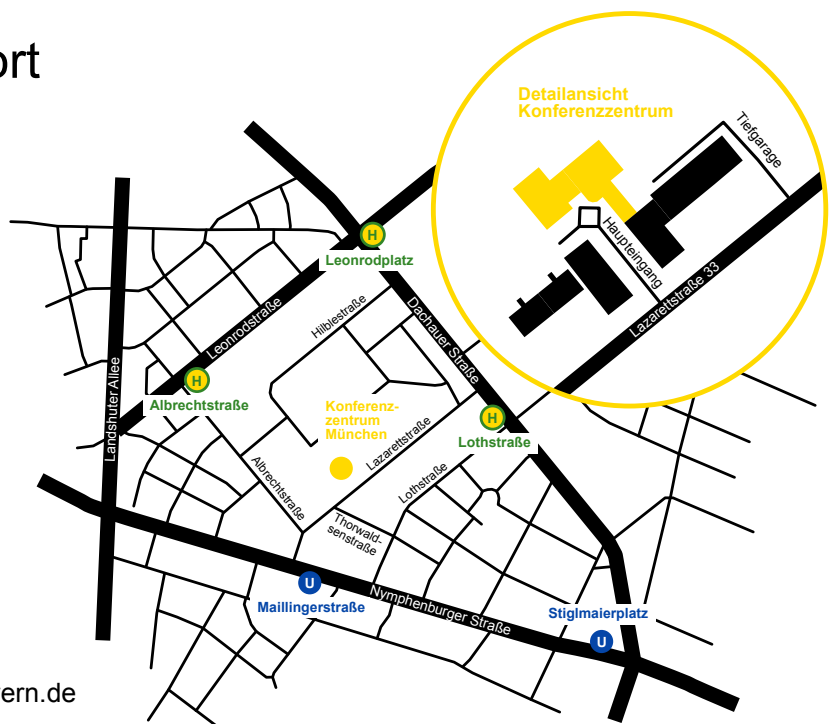 ort
Detailansicht
Konferenzzentrum
Tiefgarage
Haupteingang
Lazarettstraße 33
H
Leonrodplatz
Hilblestraße
Leonrodstraße
Dachauer Straße
Landshuter Allee
H
Albrechtstraße
Konferenz-
zentrum
München
H
Lothstraße
Lazarettstraße
Lothstraße
Albrechtstraße
Thorwald-
senstraße
U
Maillingerstraße
Nymphenburger Straße
Stiglmaierplatz
U
ern.de